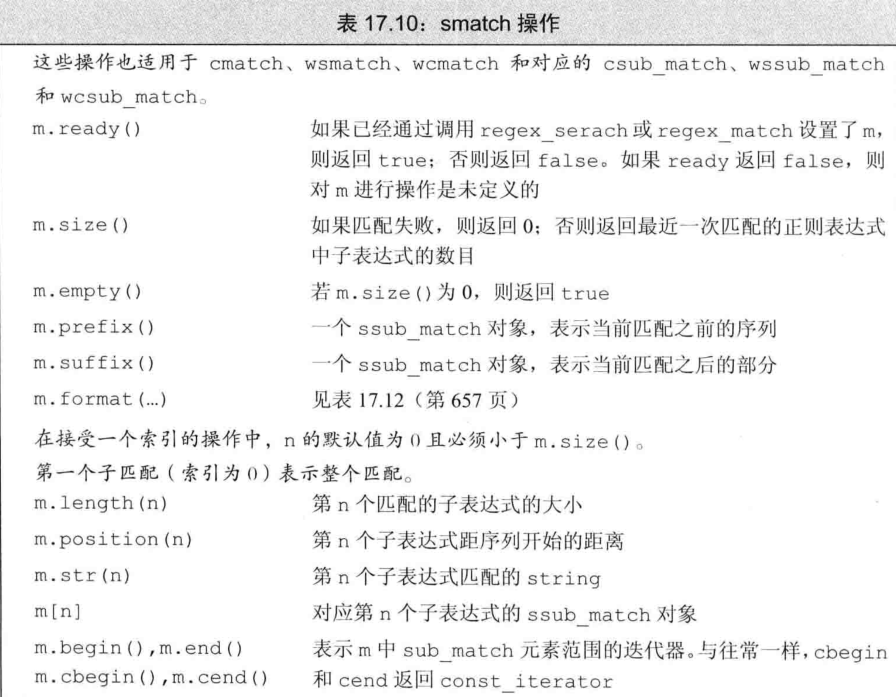 表 17.10：smatch 操作
这些操作也适用于 cmatch、wsmatch、wcmatch 和对应的 csub_match、wssub_match
和 wcsub_match。
m.ready() 如果已经通过调用 regex_serach 或 regex_match 设置了 m，
则返回 true；否则返回 false。如果 ready 返回 false，则
对 m 进行操作是未定义的
m.size() 如果匹配失败，则返回 0；否则返回最近一次匹配的正则表达式
中子表达式的数目
m.empty() 若 m.size() 为 0，则返回 true
m.prefix() 一个 ssub_match 对象，表示当前匹配之前的序列
m.suffix() 一个 ssub_match 对象，表示当前匹配之后的部分
m.format(…) 见表 17.12（第 657 页）
在接受一个索引的操作中，n 的默认值为 0 且必须小于 m.size()。
第一个子匹配（索引为 0）表示整个匹配。
m.length(n) 第 n 个匹配的子表达式的大小
m.position(n) 第 n 个子表达式距序列开始的距离
m.str(n) 第 n 个子表达式匹配的 string
m[n] 对应第 n 个子表达式的 ssub_match 对象
m.begin(),m.end() 表示 m 中 sub_match 元素范围的迭代器。与往常一样，cbegin
m.cbegin(),m.cend() 和 cend 返回 const_iterator